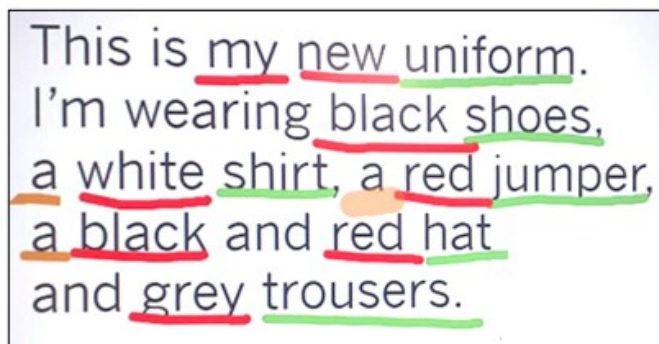 This is my new uniform.
I'm wearing black shoes,
a white shirt, a red jumper,
a black and red hat
and grey trousers.